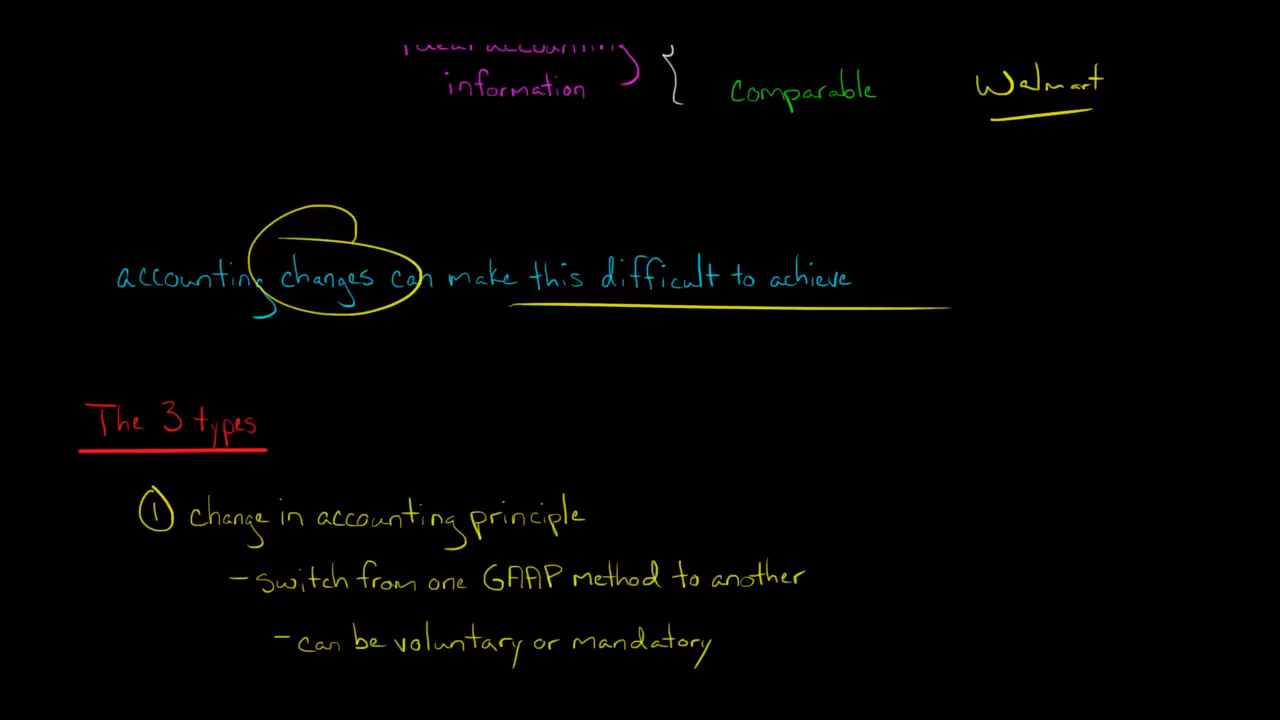 accounting
information
comparable
Walmart
accounting changes can make this difficult to achieve
The 3 types
1 change in accounting principle
- switch from one GAAP method to another
- can be voluntary or mandatory